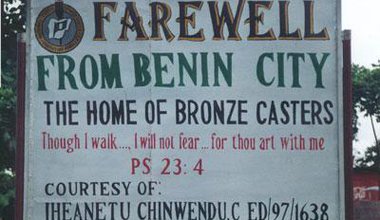 FAREWELL
FROM BENIN CITY
THE HOME OF BRONZE CASTERS
Though I walk...., I will not fear... for thou art with me
PS 23:4
COURTESY OF:
IHEANETU CHINWENDU.C ED/97/1638